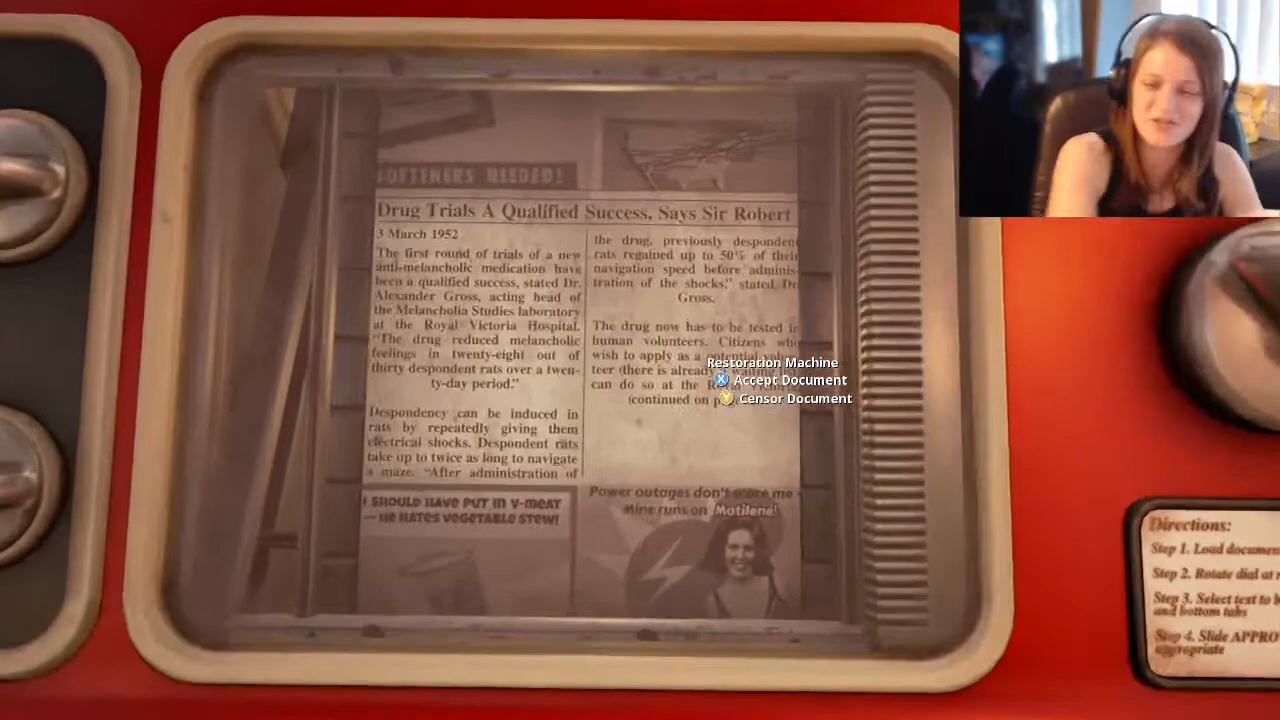 SOFTENERS NEEDED!
Drug Trials A Qualified Success, Says Sir Robert
3 March 1952
The first round of trials of a new
anti-melancholic medication have
been a qualified success, stated Dr.
Alexander Gross, acting head of
the Melancholia Studies laboratory
at the Royal Victoria Hospital.
"The drug reduced melancholic
feelings in twenty-eight out of
thirty despondent rats over a twen-
ty-day period."
Despondency can be induced in
rats by repeatedly giving them
electrical shocks. Despondent rats
take up to twice as long to navigate
a maze. "After administration of
the drug, previously despondent
rats regained up to 50% of their
navigation speed before adminis-
tration of the shocks," stated Dr
Gross.
The drug now has to be tested in
human volunteers. Citizens who
wish to apply as a potential
teer (there is already
can do so at the
(continued on
Restoration Machine
X Accept Document
Y Censor Document
I SHOULD HAVE PUT IN V-MEAT
— HE HATES VEGETABLE STEW!
Power outages don't scare me -
Mine runs on Motilene!
Directions:
Step 1. Load
Step 2. Rotate dial at
Step 3. Select text to
and bottom tabs
Step 4. Slide
appropriate